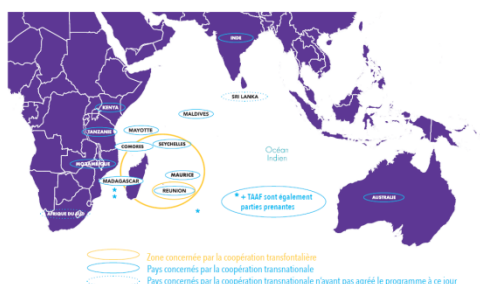 INDE
SRI LANKA
MALDIVES
KENYA
TANZANIE
MAYOTTE
COMORES
SEYCHELLES
MOZAMBIQUE
MAURICE
MADAGASCAR
REUNION
AFRIQUE DU SUD
AUSTRALIE
Océan
Indien
* + TAAF sont également
parties prenantes
*
*
*
Zone concernée par la coopération transfontalière
Pays concernés par la coopération transnationale
Pays concernés par la coopération transnationale n'ayant pas agréé le programme à ce jour